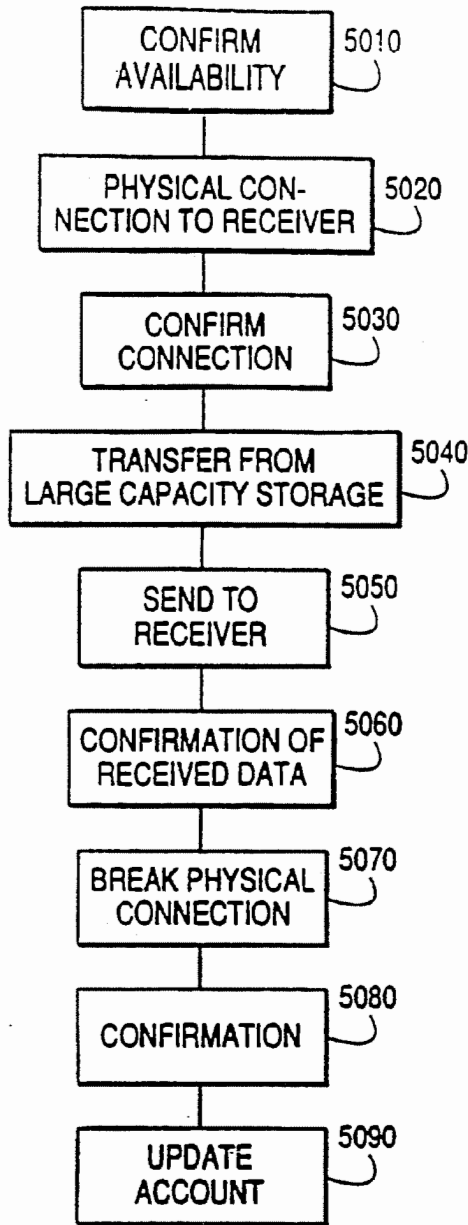 CONFIRM
AVAILABILITY
5010
PHYSICAL CON-
NECTION TO RECEIVER
5020
CONFIRM
CONNECTION
5030
TRANSFER FROM
LARGE CAPACITY STORAGE
5040
SEND TO
RECEIVER
5050
CONFIRMATION OF
RECEIVED DATA
5060
BREAK PHYSICAL
CONNECTION
5070
CONFIRMATION
5080
UPDATE
ACCOUNT
5090